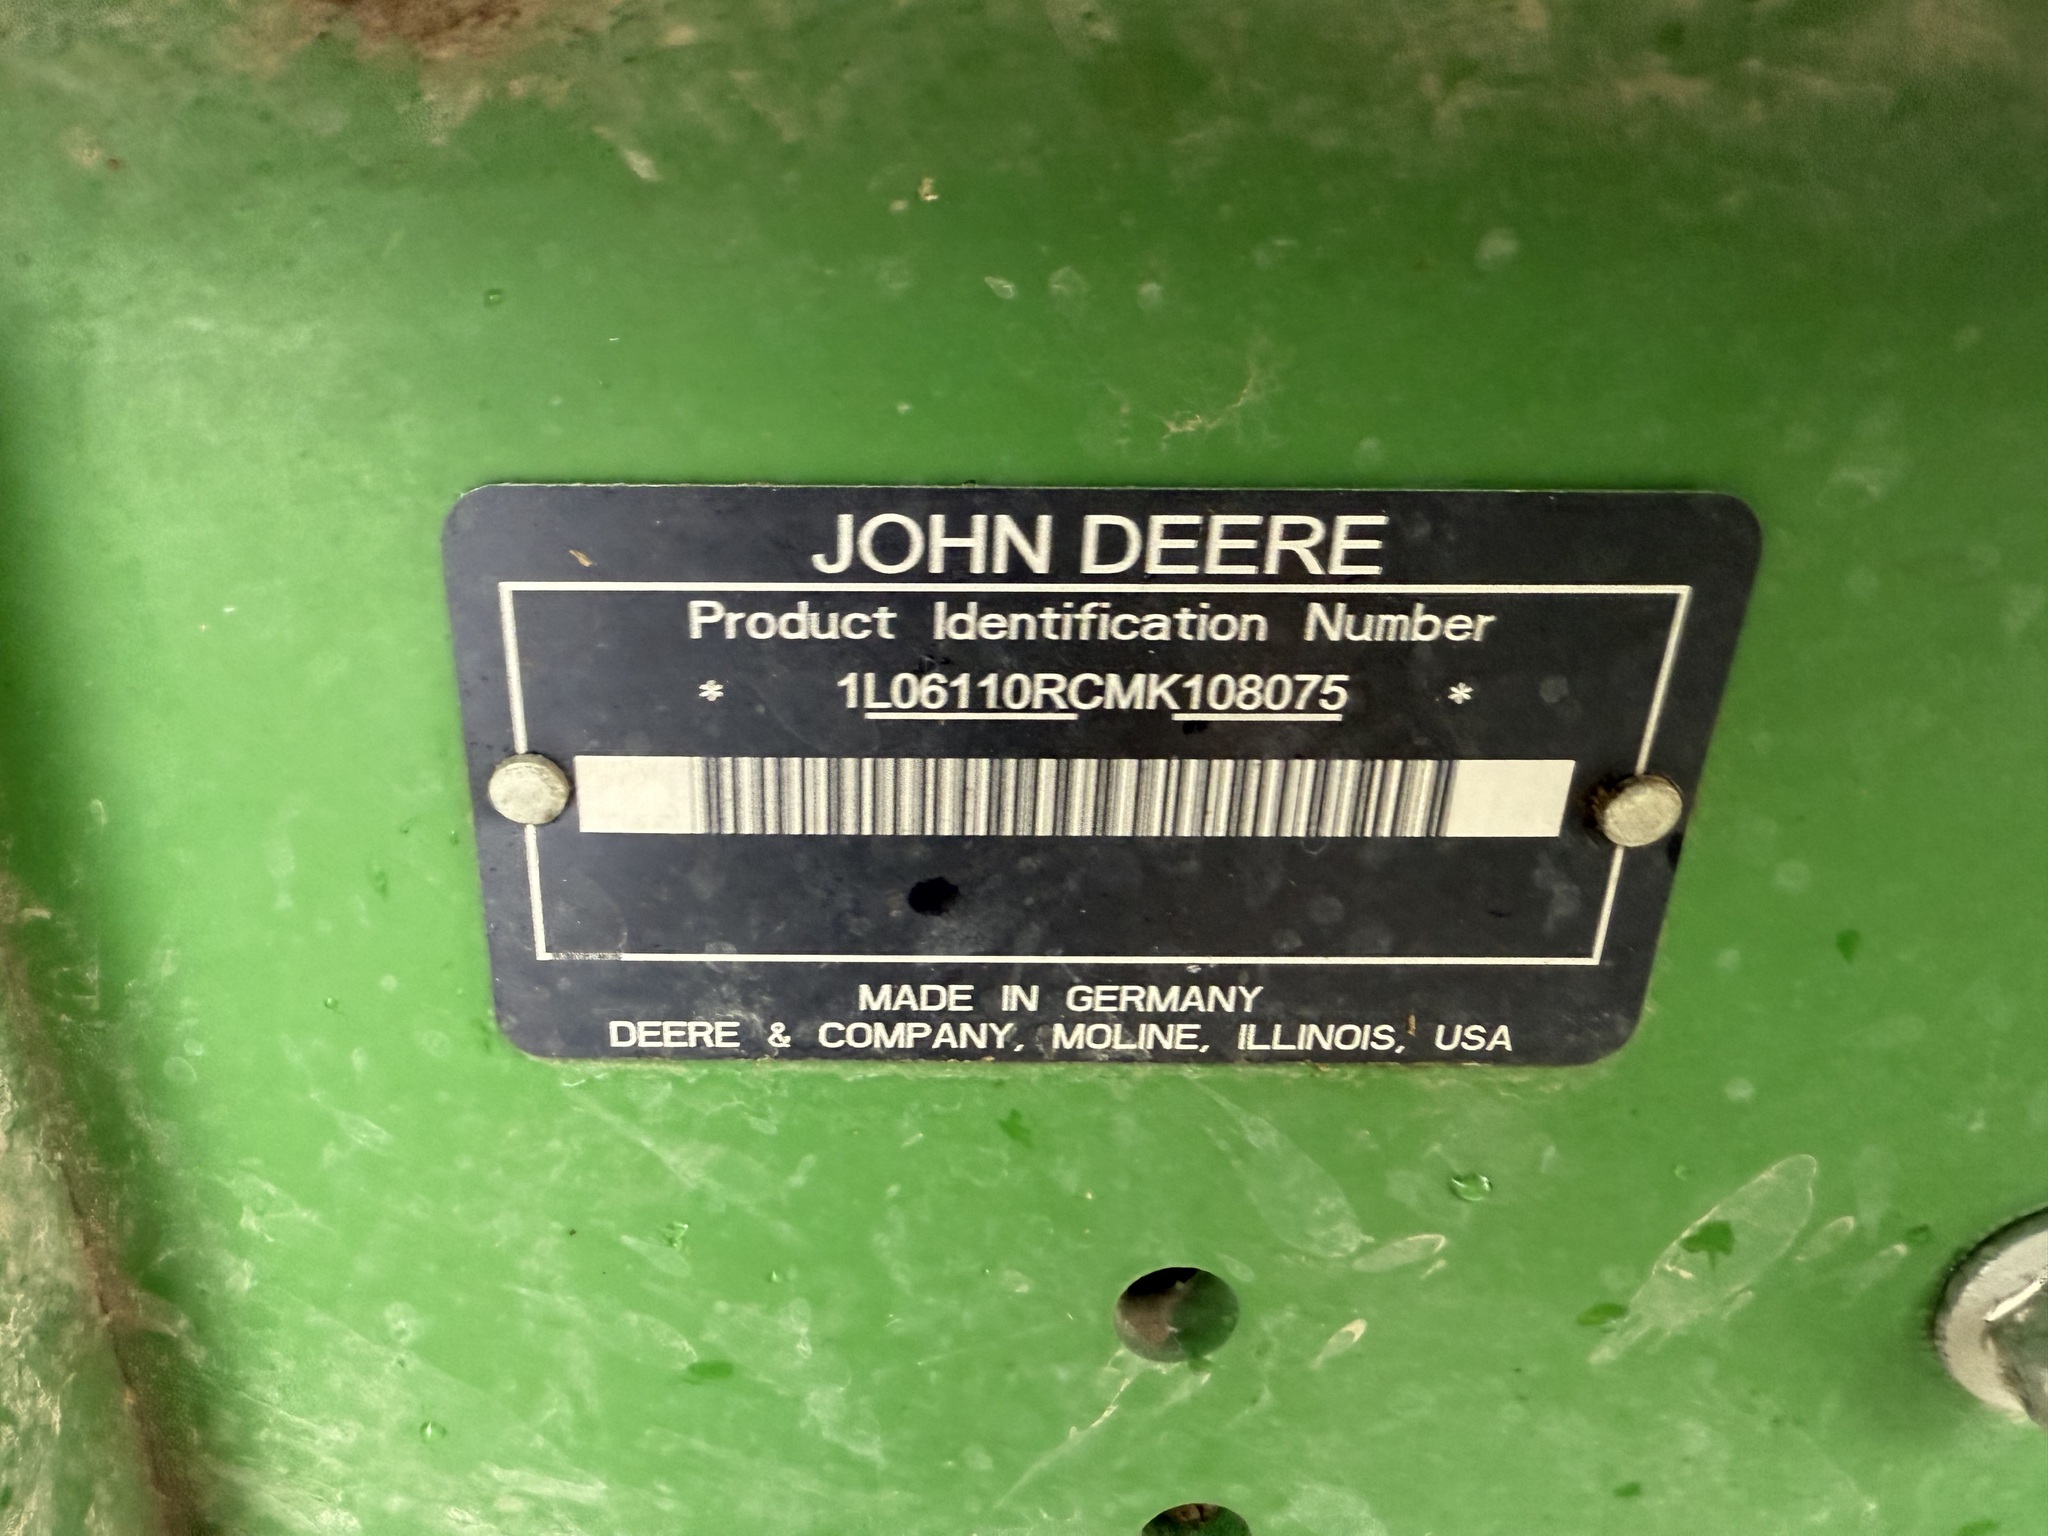 JOHN DEERE
Product Identification Number
* 1L06110RCMK108075 *
MADE IN GERMANY
DEERE & COMPANY, MOLINE, ILLINOIS, USA